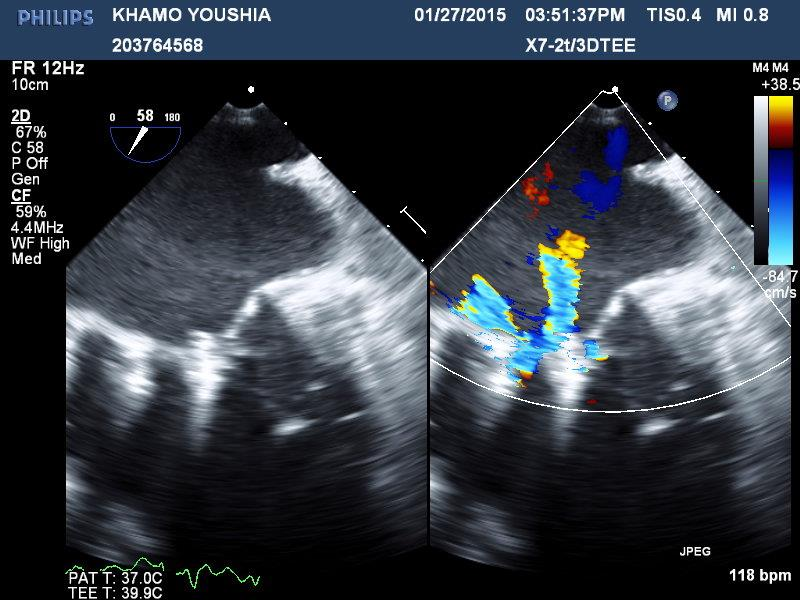 PHILIPS KHAMO YOUSHIA 01/27/2015 03:51:37PM TIS0.4 MI 0.8
203764568 X7-2t/3DTEE
FR 12Hz
10cm
2D
67%
C 58
P Off
Gen
CF
59%
4.4MHz
WF High
Med
0 58 180
P
M4 M4
+38.5
-84.7
cm/s
JPEG
PAT T: 37.0C
TEE T: 39.9C
118 bpm